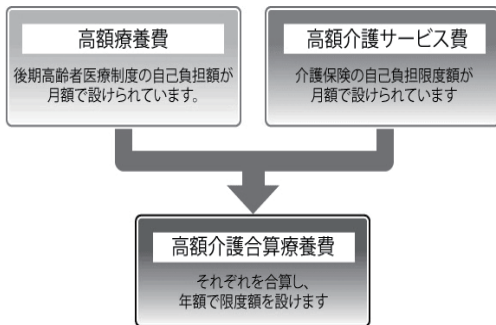 高額療養費
後期高齢者医療制度の自己負担額が
月額で設けられています。
高額介護サービス費
介護保険の自己負担限度額が
月額で設けられています
高額介護合算療養費
それぞれを合算し、
年額で限度額を設けます